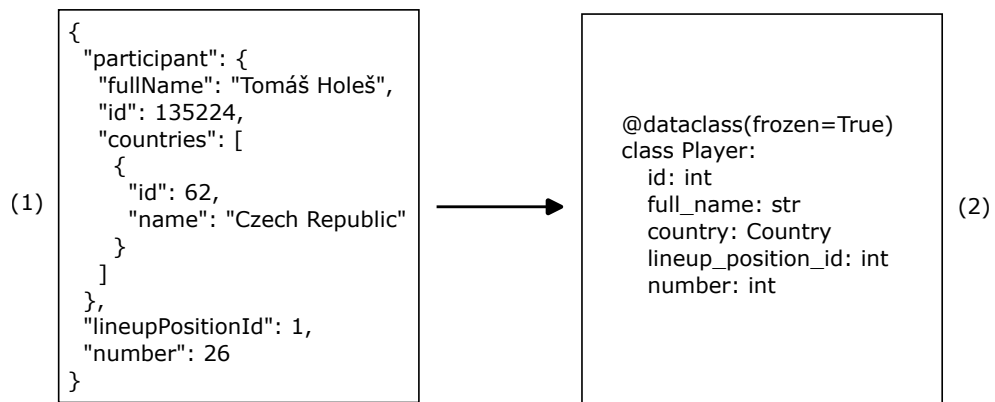 (1)
{
"participant": {
"fullName": "Tomáš Holeš",
"id": 135224,
"countries": [
{
"id": 62,
"name": "Czech Republic"
}
]
},
"lineupPositionId": 1,
"number": 26
}
@dataclass(frozen=True)
class Player:
id: int
full_name: str
country: Country
lineup_position_id: int
number: int
(2)